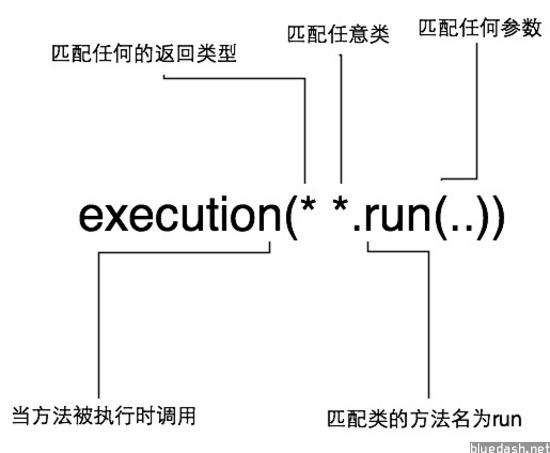 匹配任何的返回类型
匹配任意类
匹配任何参数
execution(* *.run(..))
当方法被执行时调用
匹配类的方法名为run
bluedash.net